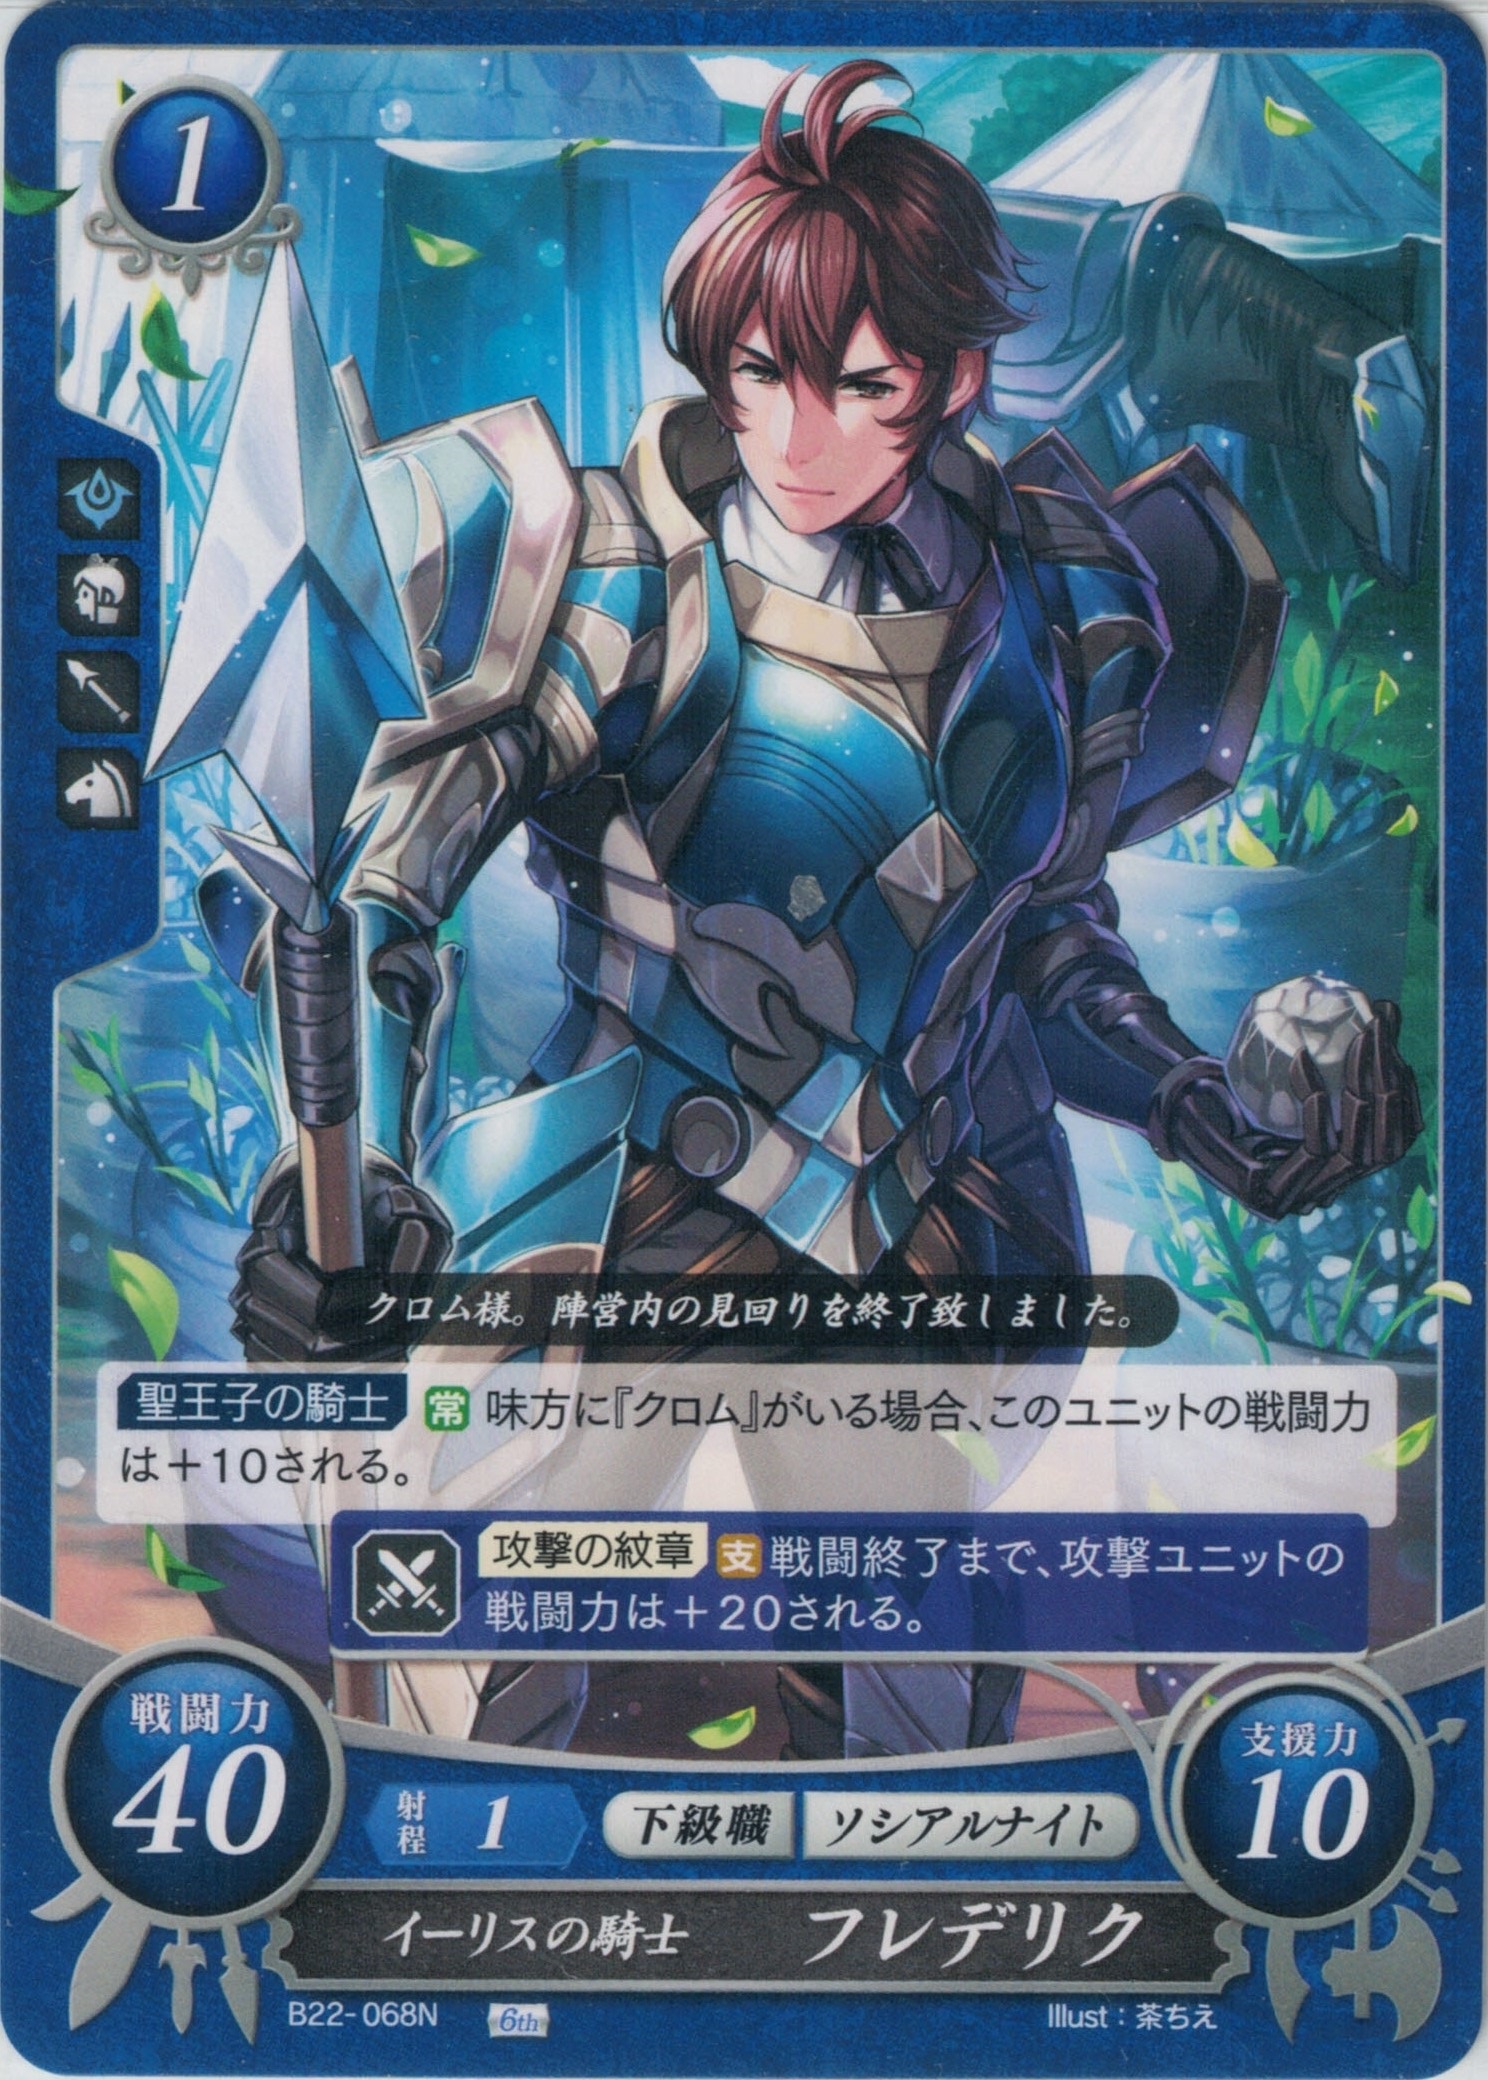 1
クロム様。陣営内の見回りを終了致しました。
聖王子の騎士 常 味方に『クロム』がいる場合、このユニットの戦闘力
は＋10される。
攻撃の紋章 支 戦闘終了まで、攻撃ユニットの
戦闘力は＋20される。
戦闘力
40
射程 1
下級職 ソシアルナイト
支援力
10
イーリスの騎士 フレデリク
B22-068N 6th Illust：茶ちえ